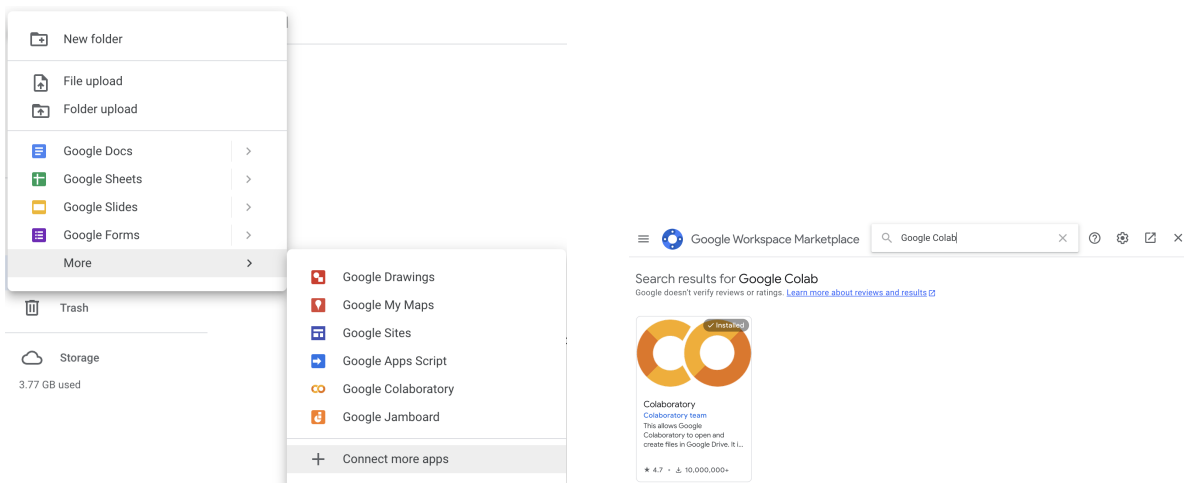 New folder
File upload
Folder upload
Google Docs
Google Sheets
Google Slides
Google Forms
More
Trash
Storage
3.77 GB used
Google Drawings
Google My Maps
Google Sites
Google Apps Script
Google Colaboratory
Google Jamboard
Connect more apps
Google Workspace Marketplace
Google Colab
Search results for Google Colab
Google doesn't verify reviews or ratings. Learn more about reviews and results
Installed
Colaboratory
Colaboratory team
This allows Google
Colaboratory to open and
create files in Google Drive. It i...
4.7 • 10,000,000+